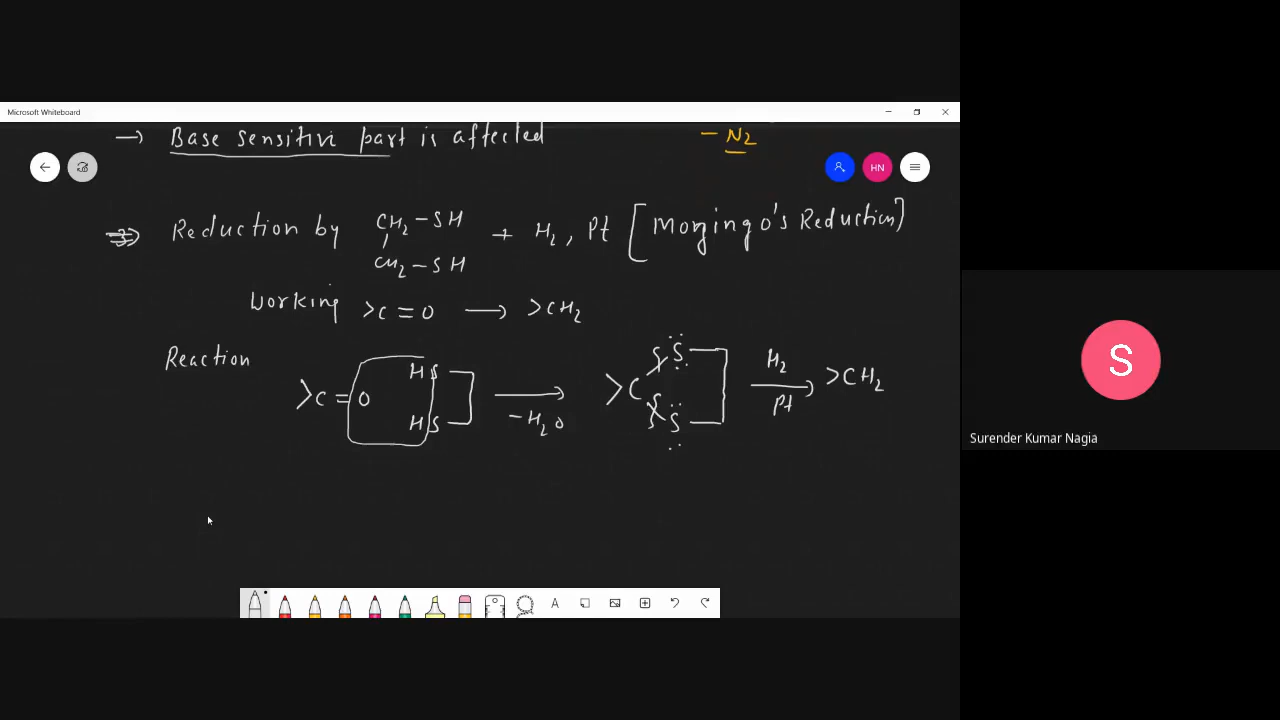 Microsoft Whiteboard
→ Base sensitive part is affected
- N2
HN
⇒ Reduction by CH2-SH + H2, Pt [Mozingo's Reduction]
CH2-SH
Working >C=O → >CH2
Reaction
>C=O HS HS → -H2O >C S S H2 → Pt >CH2
S
Surender Kumar Nagia
A